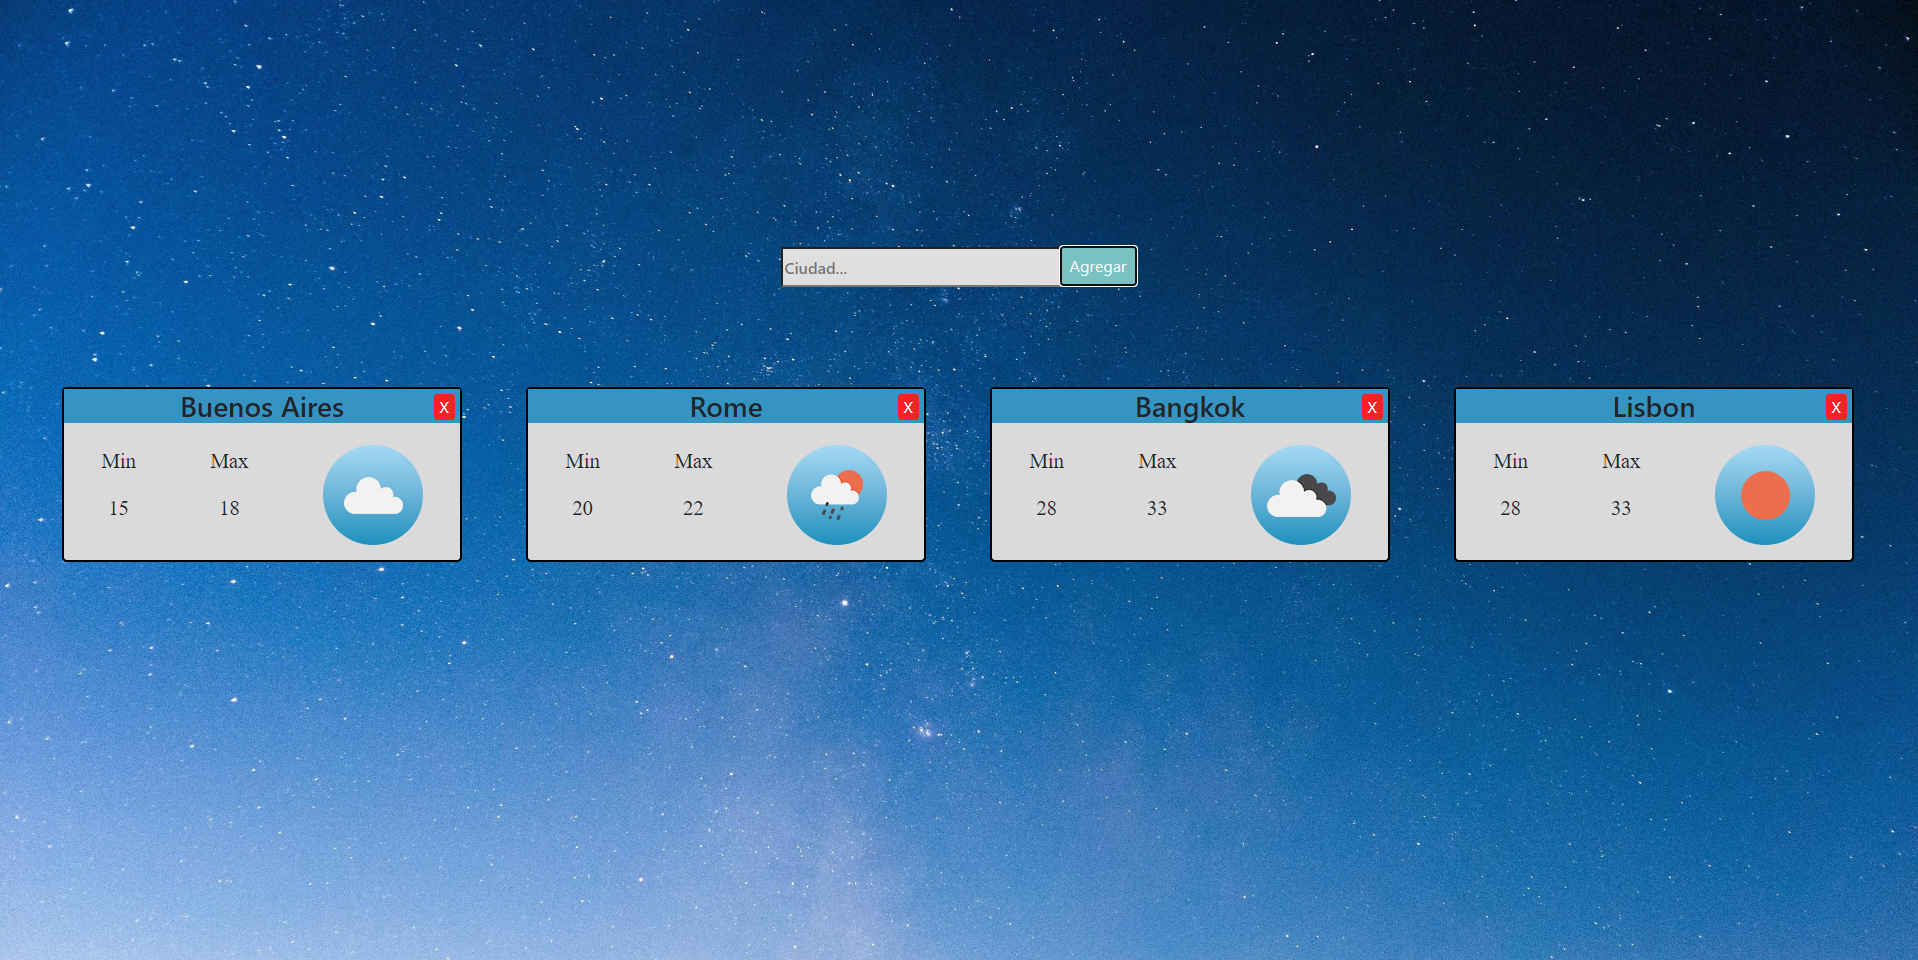 Ciudad... Agregar
Buenos Aires X
Min Max
15 18
Rome X
Min Max
20 22
Bangkok X
Min Max
28 33
Lisbon X
Min Max
28 33